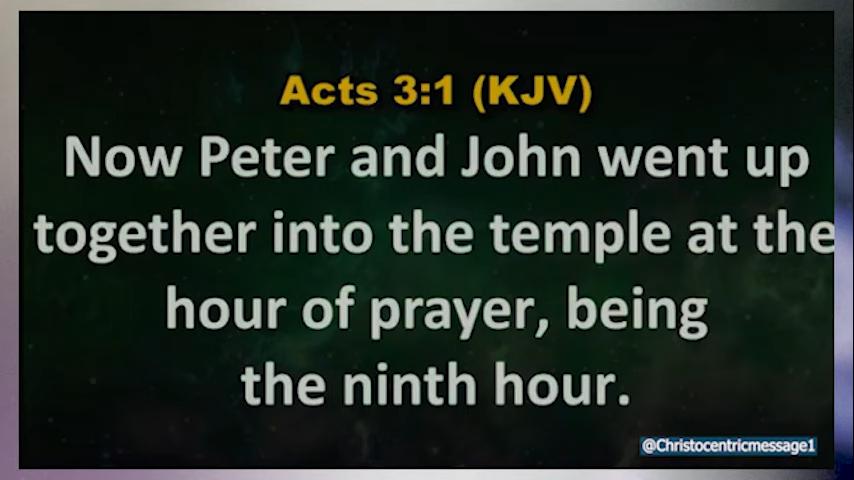 Acts 3:1 (KJV)
Now Peter and John went up
together into the temple at the
hour of prayer, being
the ninth hour.
@Christocentricmessage1